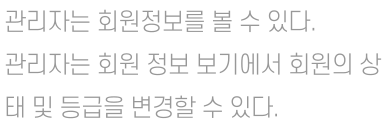 관리자는 회원정보를 볼 수 있다.
관리자는 회원 정보 보기에서 회원의 상
태 및 등급을 변경할 수 있다.